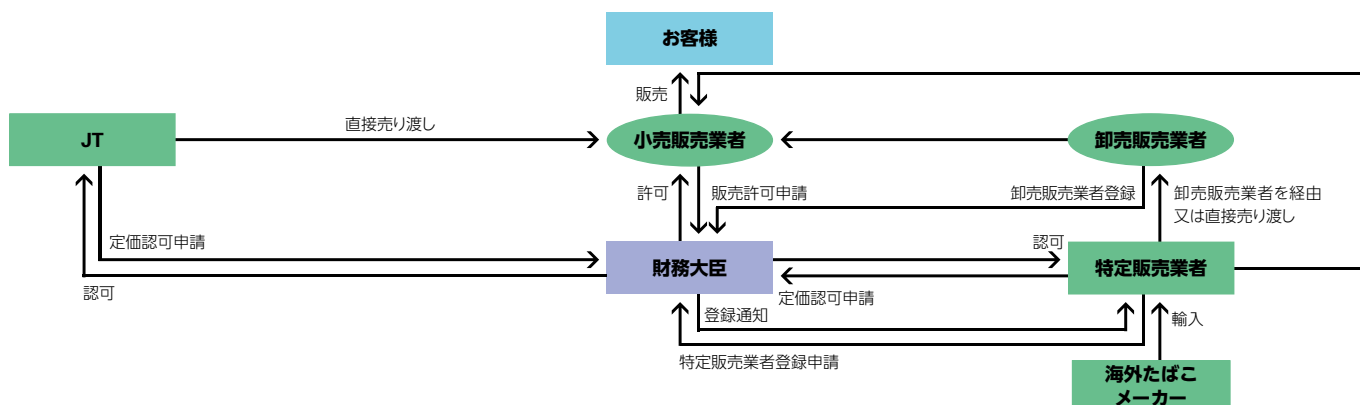 お客様
販売
JT
直接売り渡し
小売販売業者
卸売販売業者
許可
販売許可申請
卸売販売業者登録
卸売販売業者を経由
又は直接売り渡し
定価認可申請
認可
財務大臣
認可
定価認可申請
特定販売業者
登録通知
輸入
特定販売業者登録申請
海外たばこ
メーカー